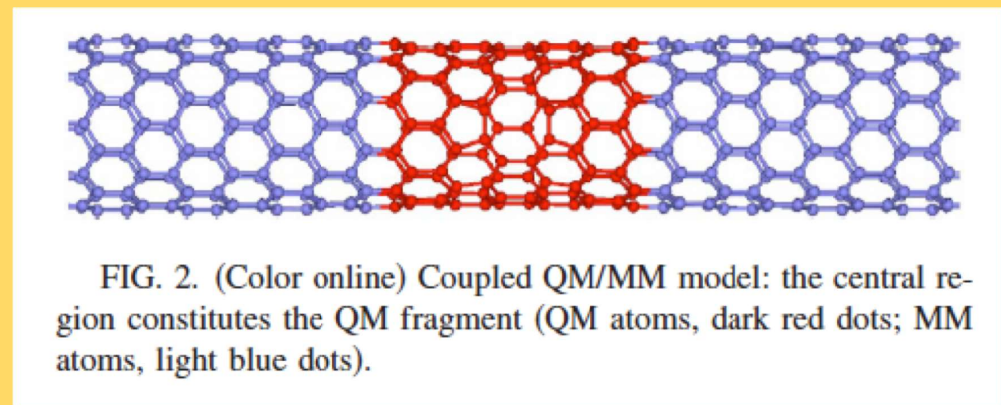 FIG. 2. (Color online) Coupled QM/MM model: the central re-
gion constitutes the QM fragment (QM atoms, dark red dots; MM
atoms, light blue dots).